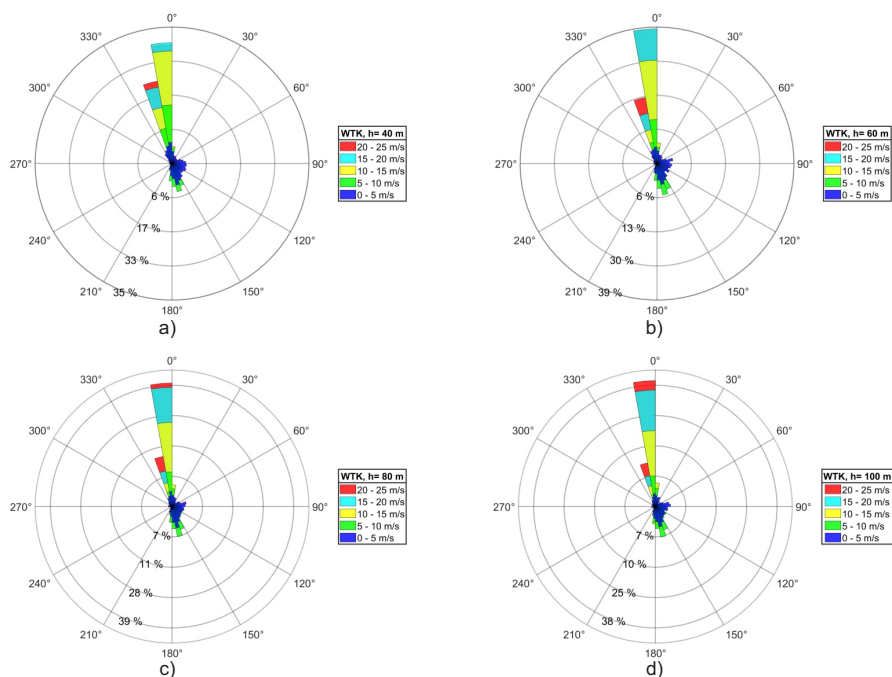 0°
330°
30°
300°
60°
WTK, h= 40 m
20 - 25 m/s
15 - 20 m/s
10 - 15 m/s
5 - 10 m/s
0 - 5 m/s
270°
90°
6 %
240°
120°
17 %
33 %
210°
150°
35 %
180°
a)
0°
330°
30°
300°
60°
WTK, h= 60 m
20 - 25 m/s
15 - 20 m/s
10 - 15 m/s
5 - 10 m/s
0 - 5 m/s
270°
90°
6 %
240°
120°
13 %
30 %
210°
150°
39 %
180°
b)
0°
330°
30°
300°
60°
WTK, h= 80 m
20 - 25 m/s
15 - 20 m/s
10 - 15 m/s
5 - 10 m/s
0 - 5 m/s
270°
90°
7 %
240°
120°
11 %
28 %
210°
150°
39 %
180°
c)
0°
330°
30°
300°
60°
WTK, h= 100 m
20 - 25 m/s
15 - 20 m/s
10 - 15 m/s
5 - 10 m/s
0 - 5 m/s
270°
90°
7 %
240°
120°
10 %
25 %
210°
150°
38 %
180°
d)